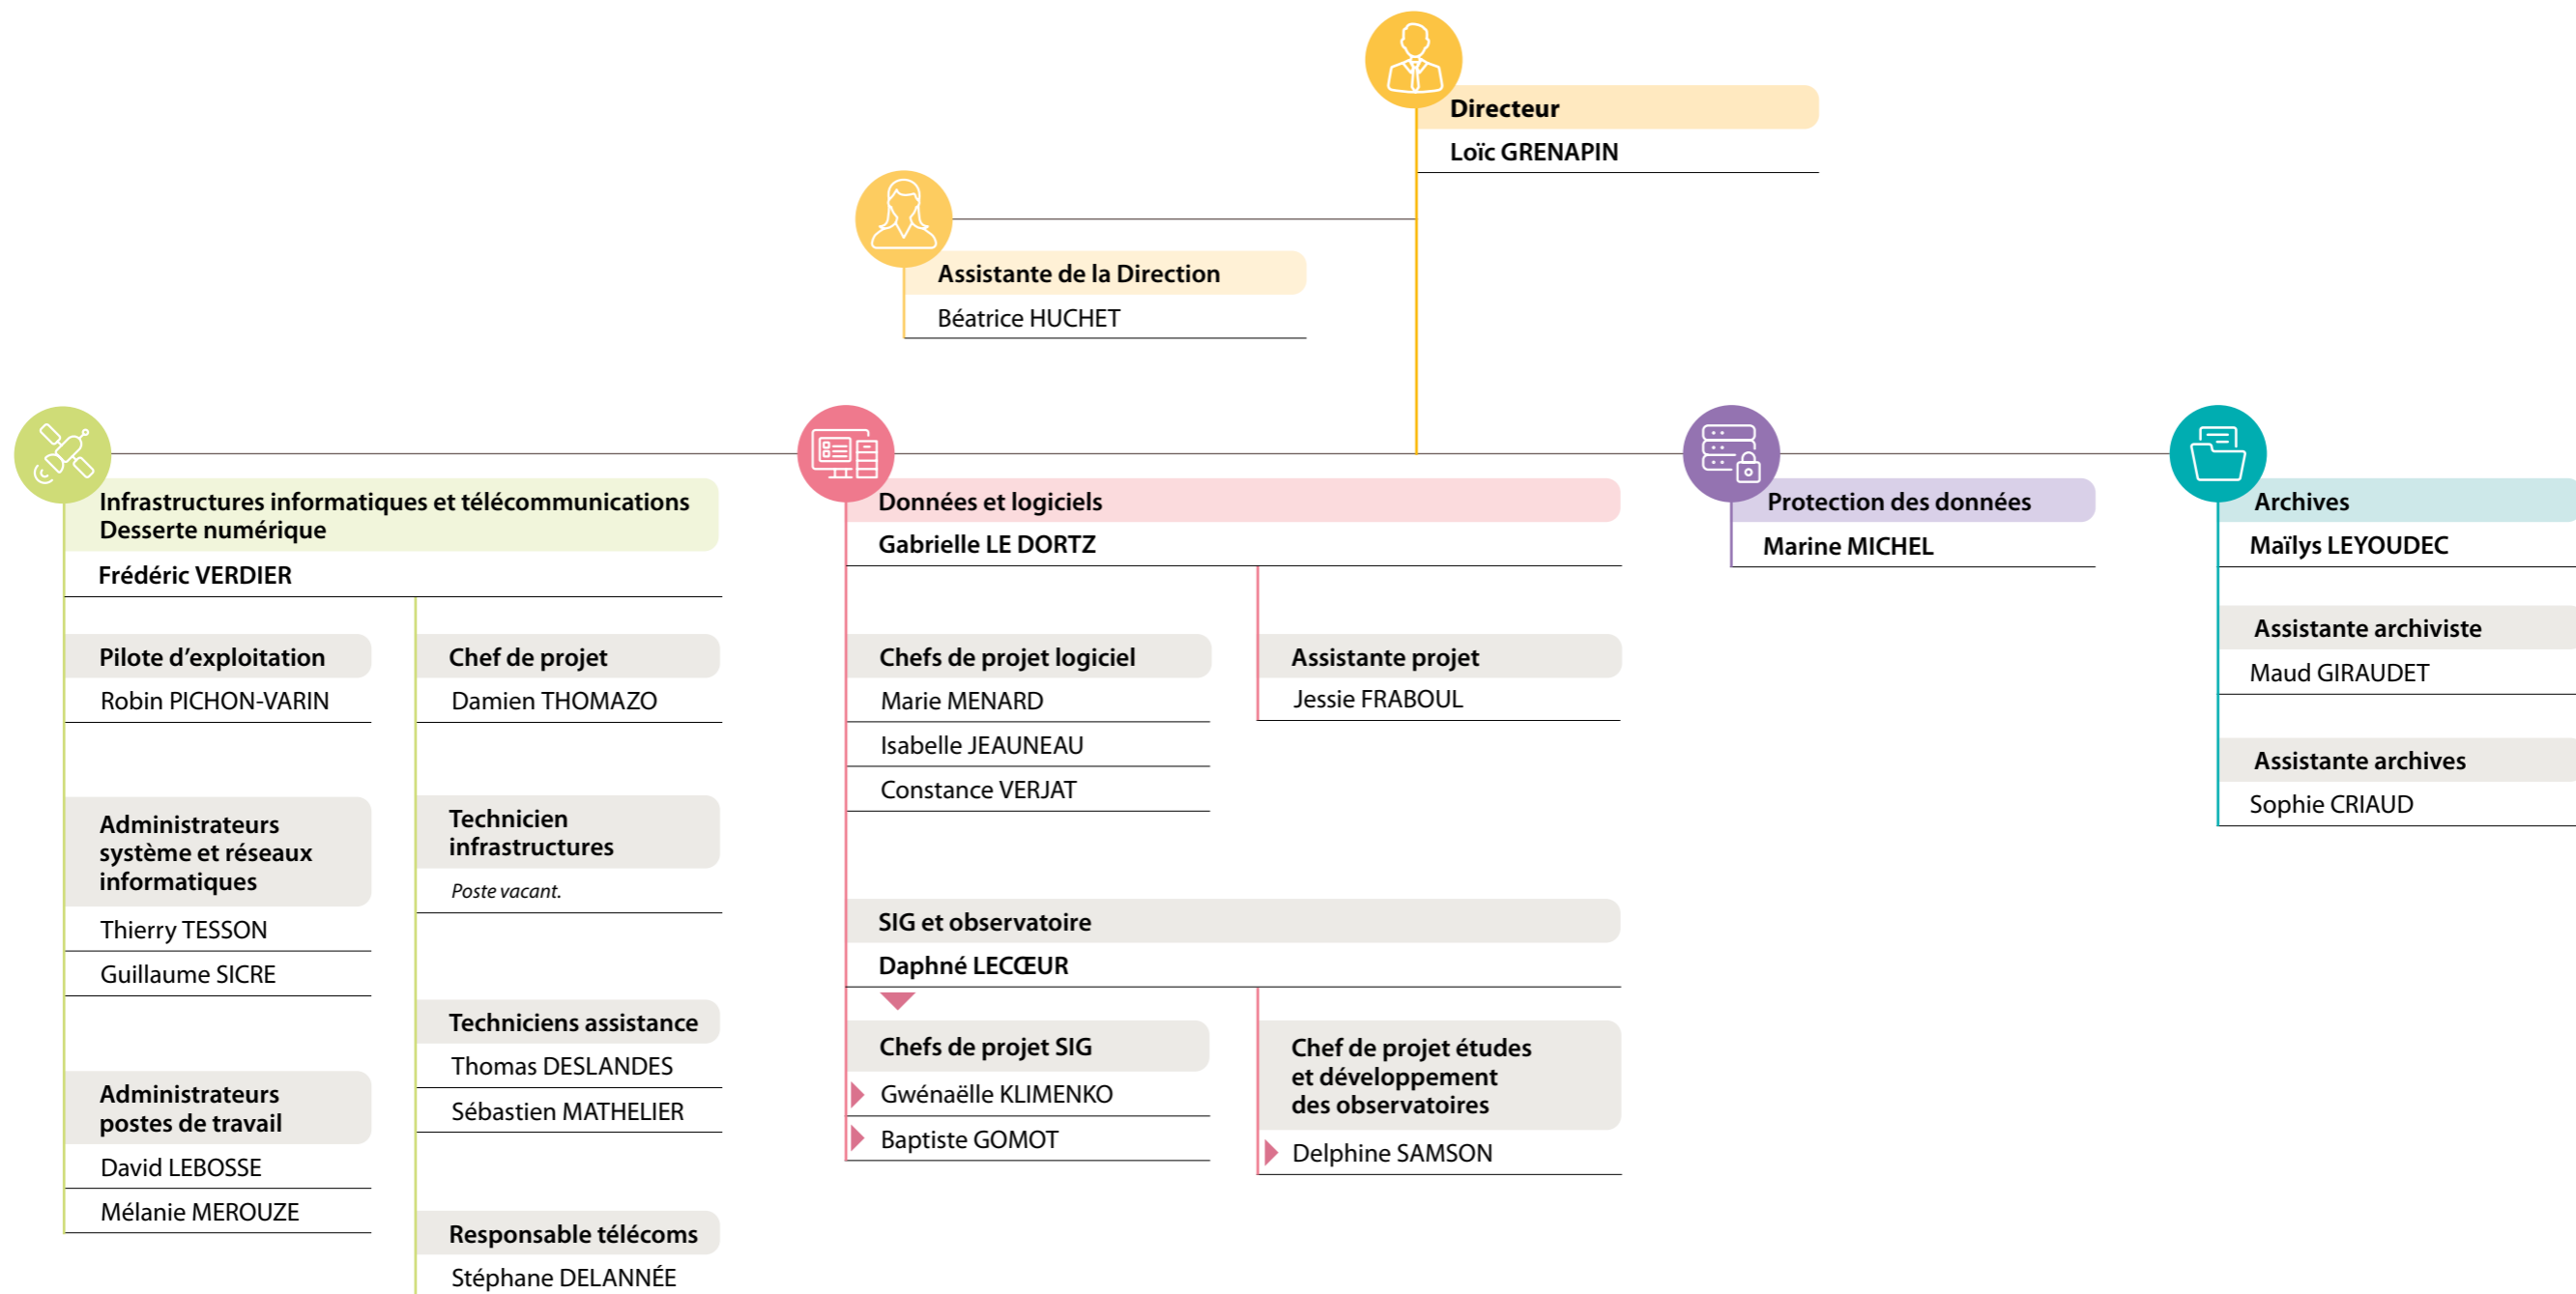 Directeur
Loïc GRENAPIN
Assistante de la Direction
Béatrice HUCHET
Infrastructures informatiques et télécommunications
Desserte numérique
Frédéric VERDIER
Pilote d’exploitation
Robin PICHON-VARIN
Administrateurs
système et réseaux
informatiques
Thierry TESSON
Guillaume SICRE
Administrateurs
postes de travail
David LEBOSSE
Mélanie MEROUZE
Chef de projet
Damien THOMAZO
Technicien
infrastructures
Poste vacant.
Techniciens assistance
Thomas DESLANDES
Sébastien MATHELIER
Responsable télécoms
Stéphane DELANNÉE
Données et logiciels
Gabrielle LE DORTZ
Chefs de projet logiciel
Marie MENARD
Isabelle JEAUNEAU
Constance VERJAT
Assistante projet
Jessie FRABOUL
SIG et observatoire
Daphné LECŒUR
Chefs de projet SIG
Gwénaëlle KLIMENKO
Baptiste GOMOT
Chef de projet études
et développement
des observatoires
Delphine SAMSON
Protection des données
Marine MICHEL
Archives
Maïlys LEYOUDEC
Assistante archiviste
Maud GIRAUDET
Assistante archives
Sophie CRIAUD